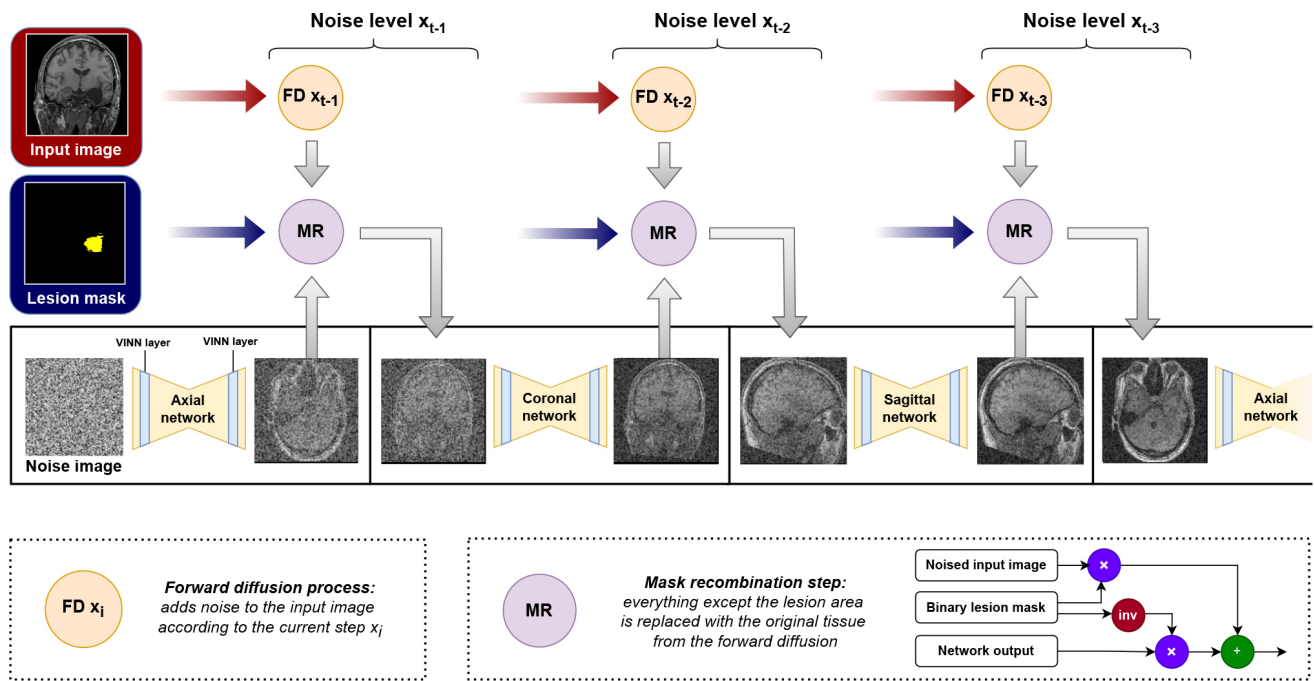 Noise level xt-1
Noise level xt-2
Noise level xt-3
Input image
FD xt-1
FD xt-2
FD xt-3
Lesion mask
MR
MR
MR
VINN layer
VINN layer
Noise image
Axial
network
Coronal
network
Sagittal
network
Axial
network
FD xi
Forward diffusion process:
adds noise to the input image
according to the current step xi
MR
Mask recombination step:
everything except the lesion area
is replaced with the original tissue
from the forward diffusion
Noised input image
×
Binary lesion mask
inv
Network output
×
+